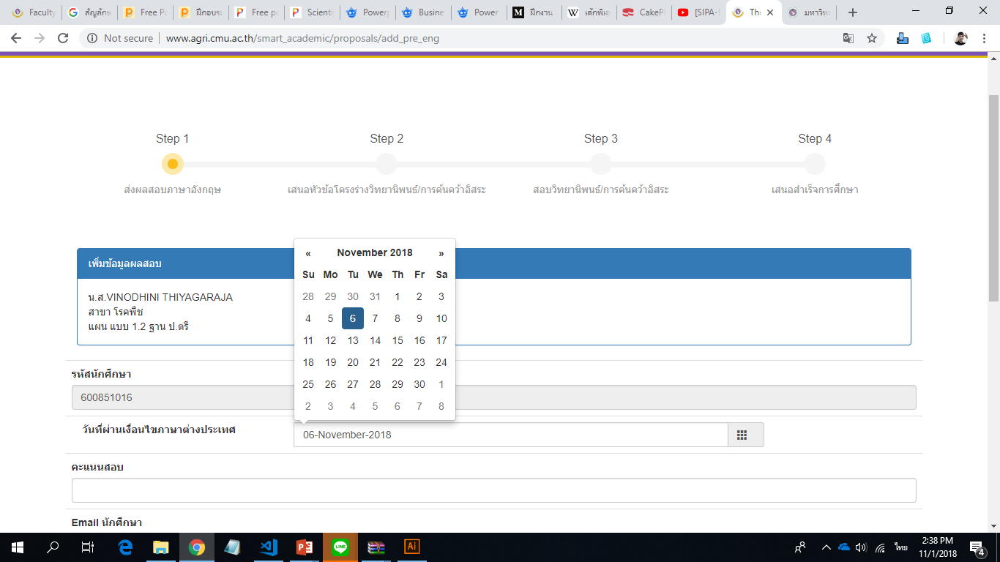 Faculty
สัญลักษ
Free Po
ฝึกอบรม
Free po
Scienti
Powerp
Busine
Power
ฝึกงาน
เด้กพิเอ
CakePl
[SIPA-I
The
มหาวิทย
Not secure
www.agri.cmu.ac.th/smart_academic/proposals/add_pre_eng
Step 1
Step 2
Step 3
Step 4
ส่งผลสอบภาษาอังกฤษ
เสนอหัวข้อโครงร่างวิทยานิพนธ์/การค้นคว้าอิสระ
สอบวิทยานิพนธ์/การค้นคว้าอิสระ
เสนอสำเร็จการศึกษา
เพิ่มข้อมูลผลสอบ
น.ส.VINODHINI THIYAGARAJA
สาขา โรคพืช
แผน แบบ 1.2 ฐาน ป.ตรี
« November 2018 »
Su Mo Tu We Th Fr Sa
28 29 30 31 1 2 3
4 5 6 7 8 9 10
11 12 13 14 15 16 17
18 19 20 21 22 23 24
25 26 27 28 29 30 1
2 3 4 5 6 7 8
รหัสนักศึกษา
600851016
วันที่ผ่านเงื่อนไขภาษาต่างประเทศ
06-November-2018
คะแนนสอบ
Email นักศึกษา
LINE
Ai
ไทย
2:38 PM
11/1/2018
4